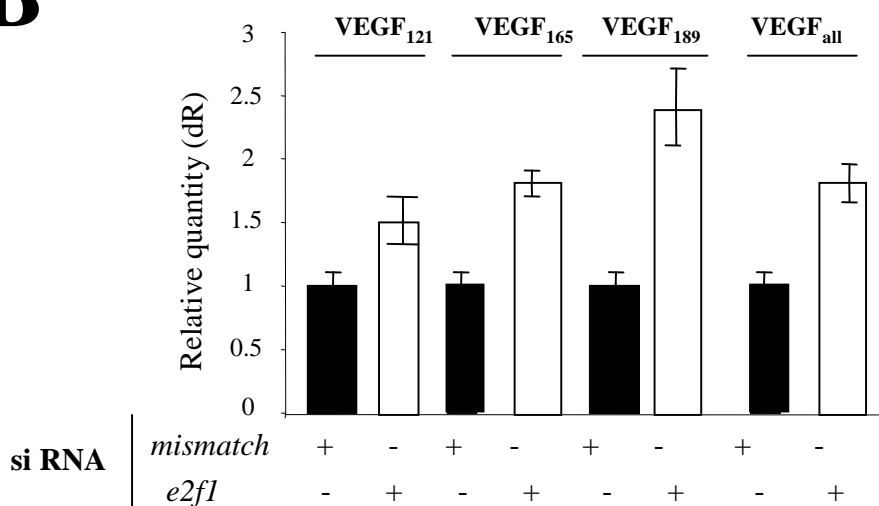 B
VEGF121 VEGF165 VEGF189 VEGFall
Relative quantity (dR)
3
2.5
2
1.5
1
0.5
0
si RNA
mismatch + - + - + - + -
e2f1 - + - + - + - +